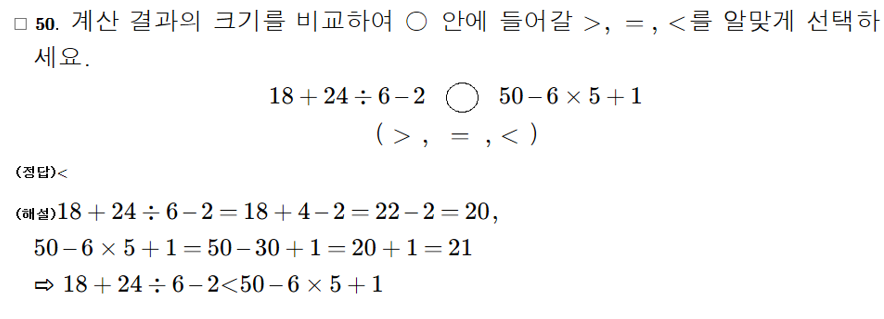 □ 50. 계산 결과의 크기를 비교하여 ○ 안에 들어갈 >, =, <를 알맞게 선택하
세요.
18 + 24 ÷ 6 – 2 ○ 50 – 6 × 5 + 1
( > , = , < )
(정답)<
(해설)18 + 24 ÷ 6 – 2 = 18 + 4 – 2 = 22 – 2 = 20,
50 – 6 × 5 + 1 = 50 – 30 + 1 = 20 + 1 = 21
⇨ 18 + 24 ÷ 6 – 2<50 – 6 × 5 + 1